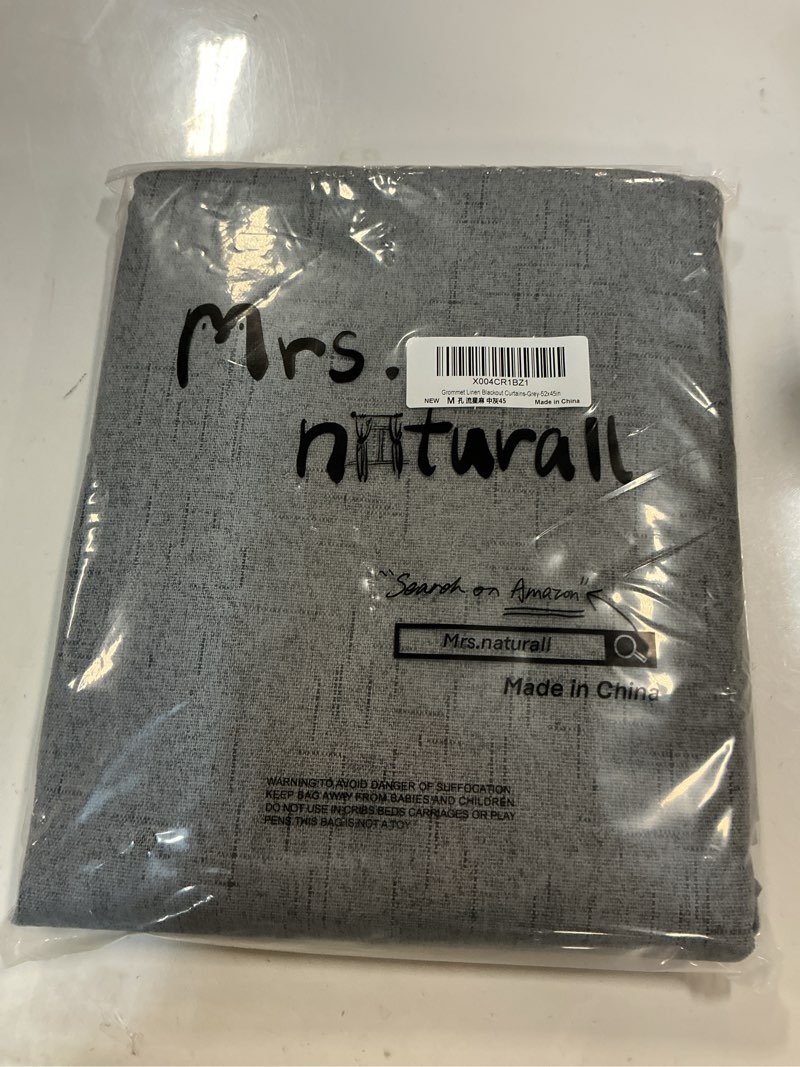 Mrs.
X004CR1BZ1
Grommet Linen Blackout Curtains-Grey-52x45in
NEW M 孔 流星麻 中灰45 Made in China
naturall
"Search on Amazon"
Mrs.naturall
Made in China
WARNING:TO AVOID DANGER OF SUFFOCATION,
KEEP BAG AWAY FROM BABIES AND CHILDREN.
DO NOT USE IN CRIBS BEDS CARRIAGES OR PLAY
PENS THIS BAG IS NOT A TOY